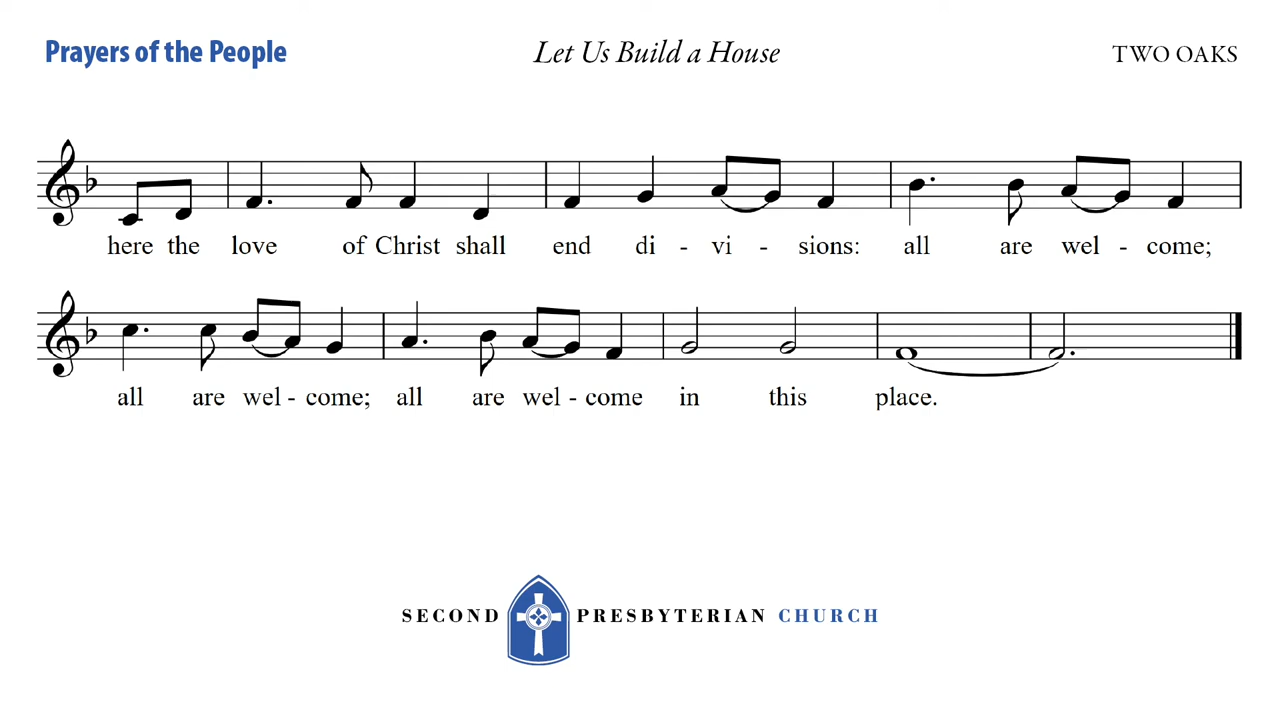 Prayers of the People Let Us Build a House TWO OAKS
here the love of Christ shall end di - vi - sions: all are wel - come;
all are wel - come; all are wel - come in this place.
SECOND PRESBYTERIAN CHURCH